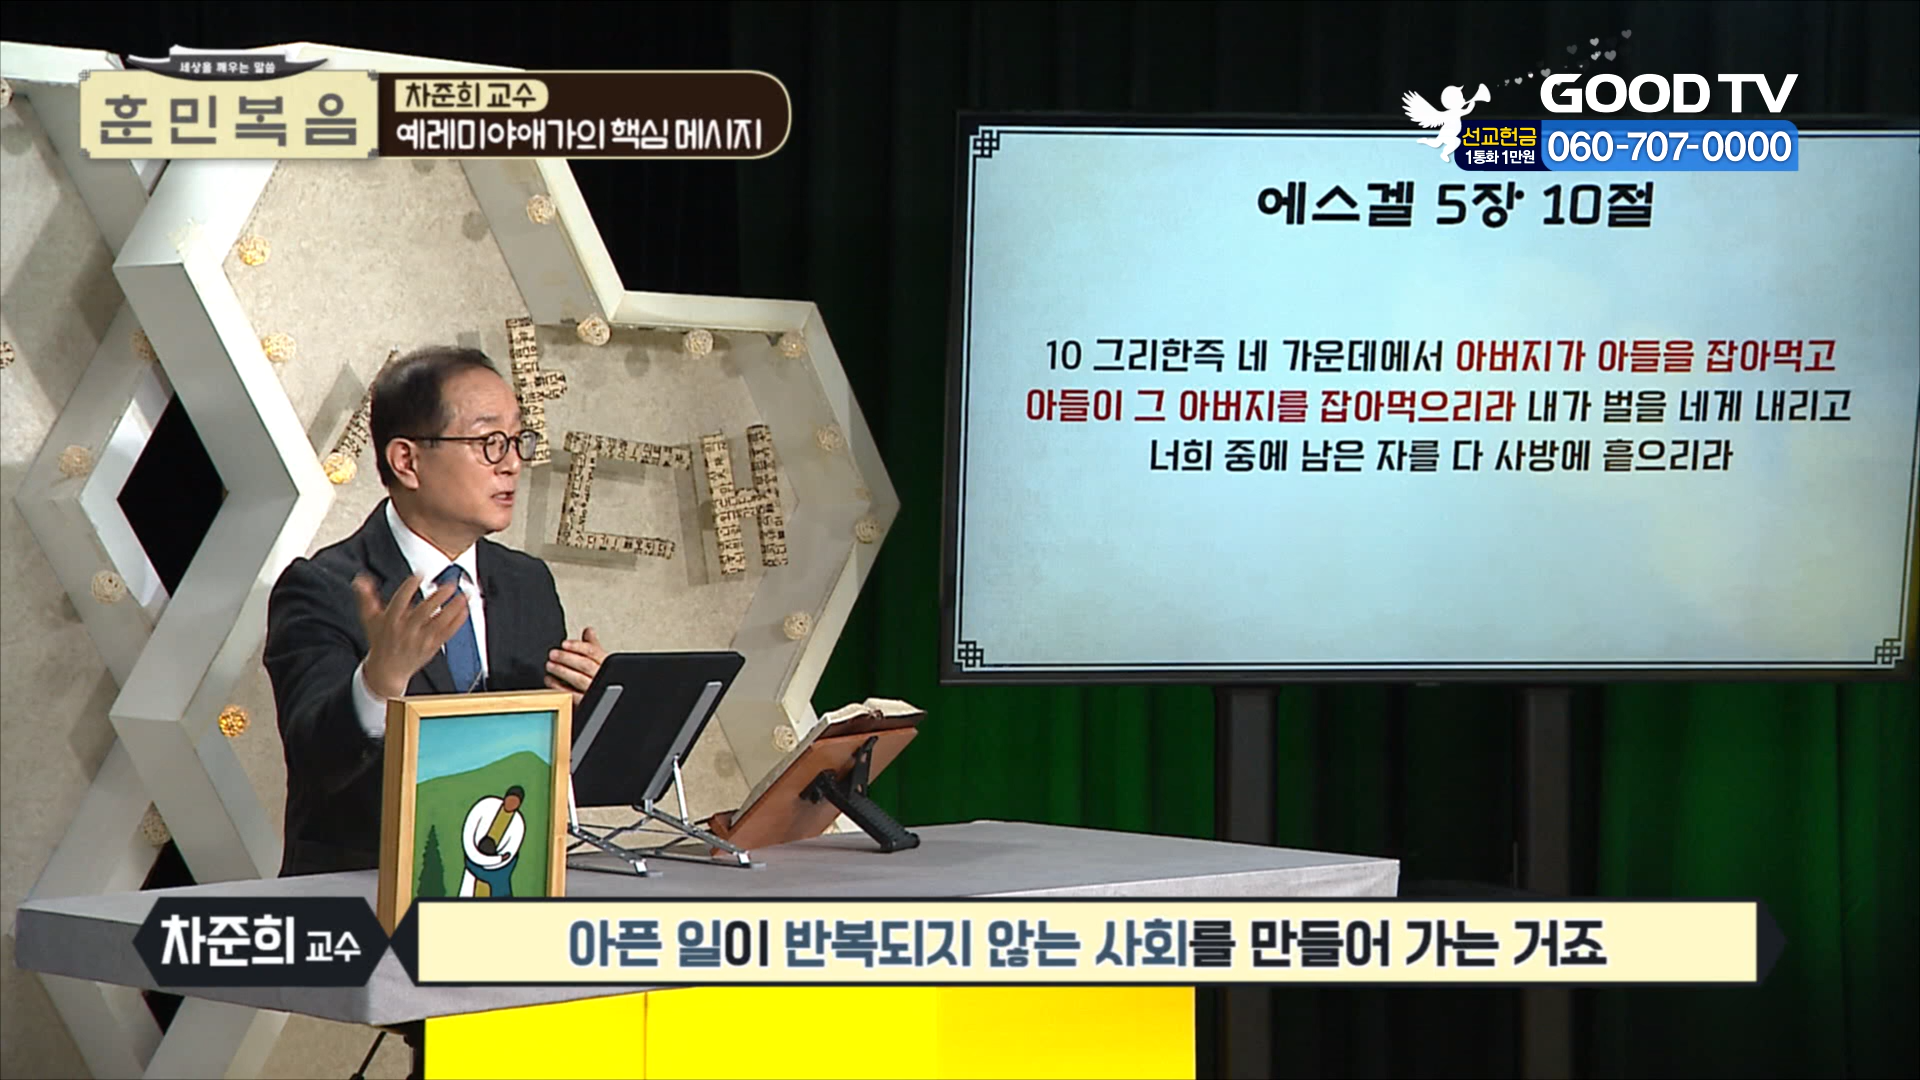 세상을 깨우는 말씀
훈민복음
차준희 교수
예레미야애가의 핵심 메시지
GOOD TV
선교헌금
1통화 1만원
060-707-0000
에스겔 5장 10절
10 그리한즉 네 가운데에서 아버지가 아들을 잡아먹고
아들이 그 아버지를 잡아먹으리라 내가 벌을 네게 내리고
너희 중에 남은 자를 다 사방에 흩으리라
차준희 교수
아픈 일이 반복되지 않는 사회를 만들어 가는 거죠